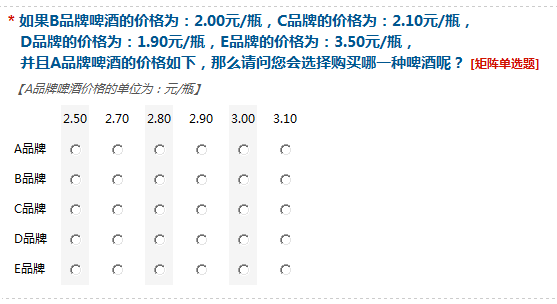 * 如果B品牌啤酒的价格为：2.00元/瓶，C品牌的价格为：2.10元/瓶，
D品牌的价格为：1.90元/瓶，E品牌的价格为：3.50元/瓶，
并且A品牌啤酒的价格如下，那么请问您会选择购买哪一种啤酒呢？ [矩阵单选题]
【A品牌啤酒价格的单位为：元/瓶】
2.50 2.70 2.80 2.90 3.00 3.10
A品牌
B品牌
C品牌
D品牌
E品牌